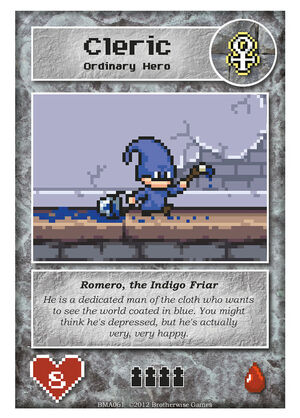 Cleric
Ordinary Hero
Romero, the Indigo Friar
He is a dedicated man of the cloth who wants
to see the world coated in blue. You might
think he's depressed, but he's actually
very, very happy.
8
BMA061 ©2012 Brotherwise Games